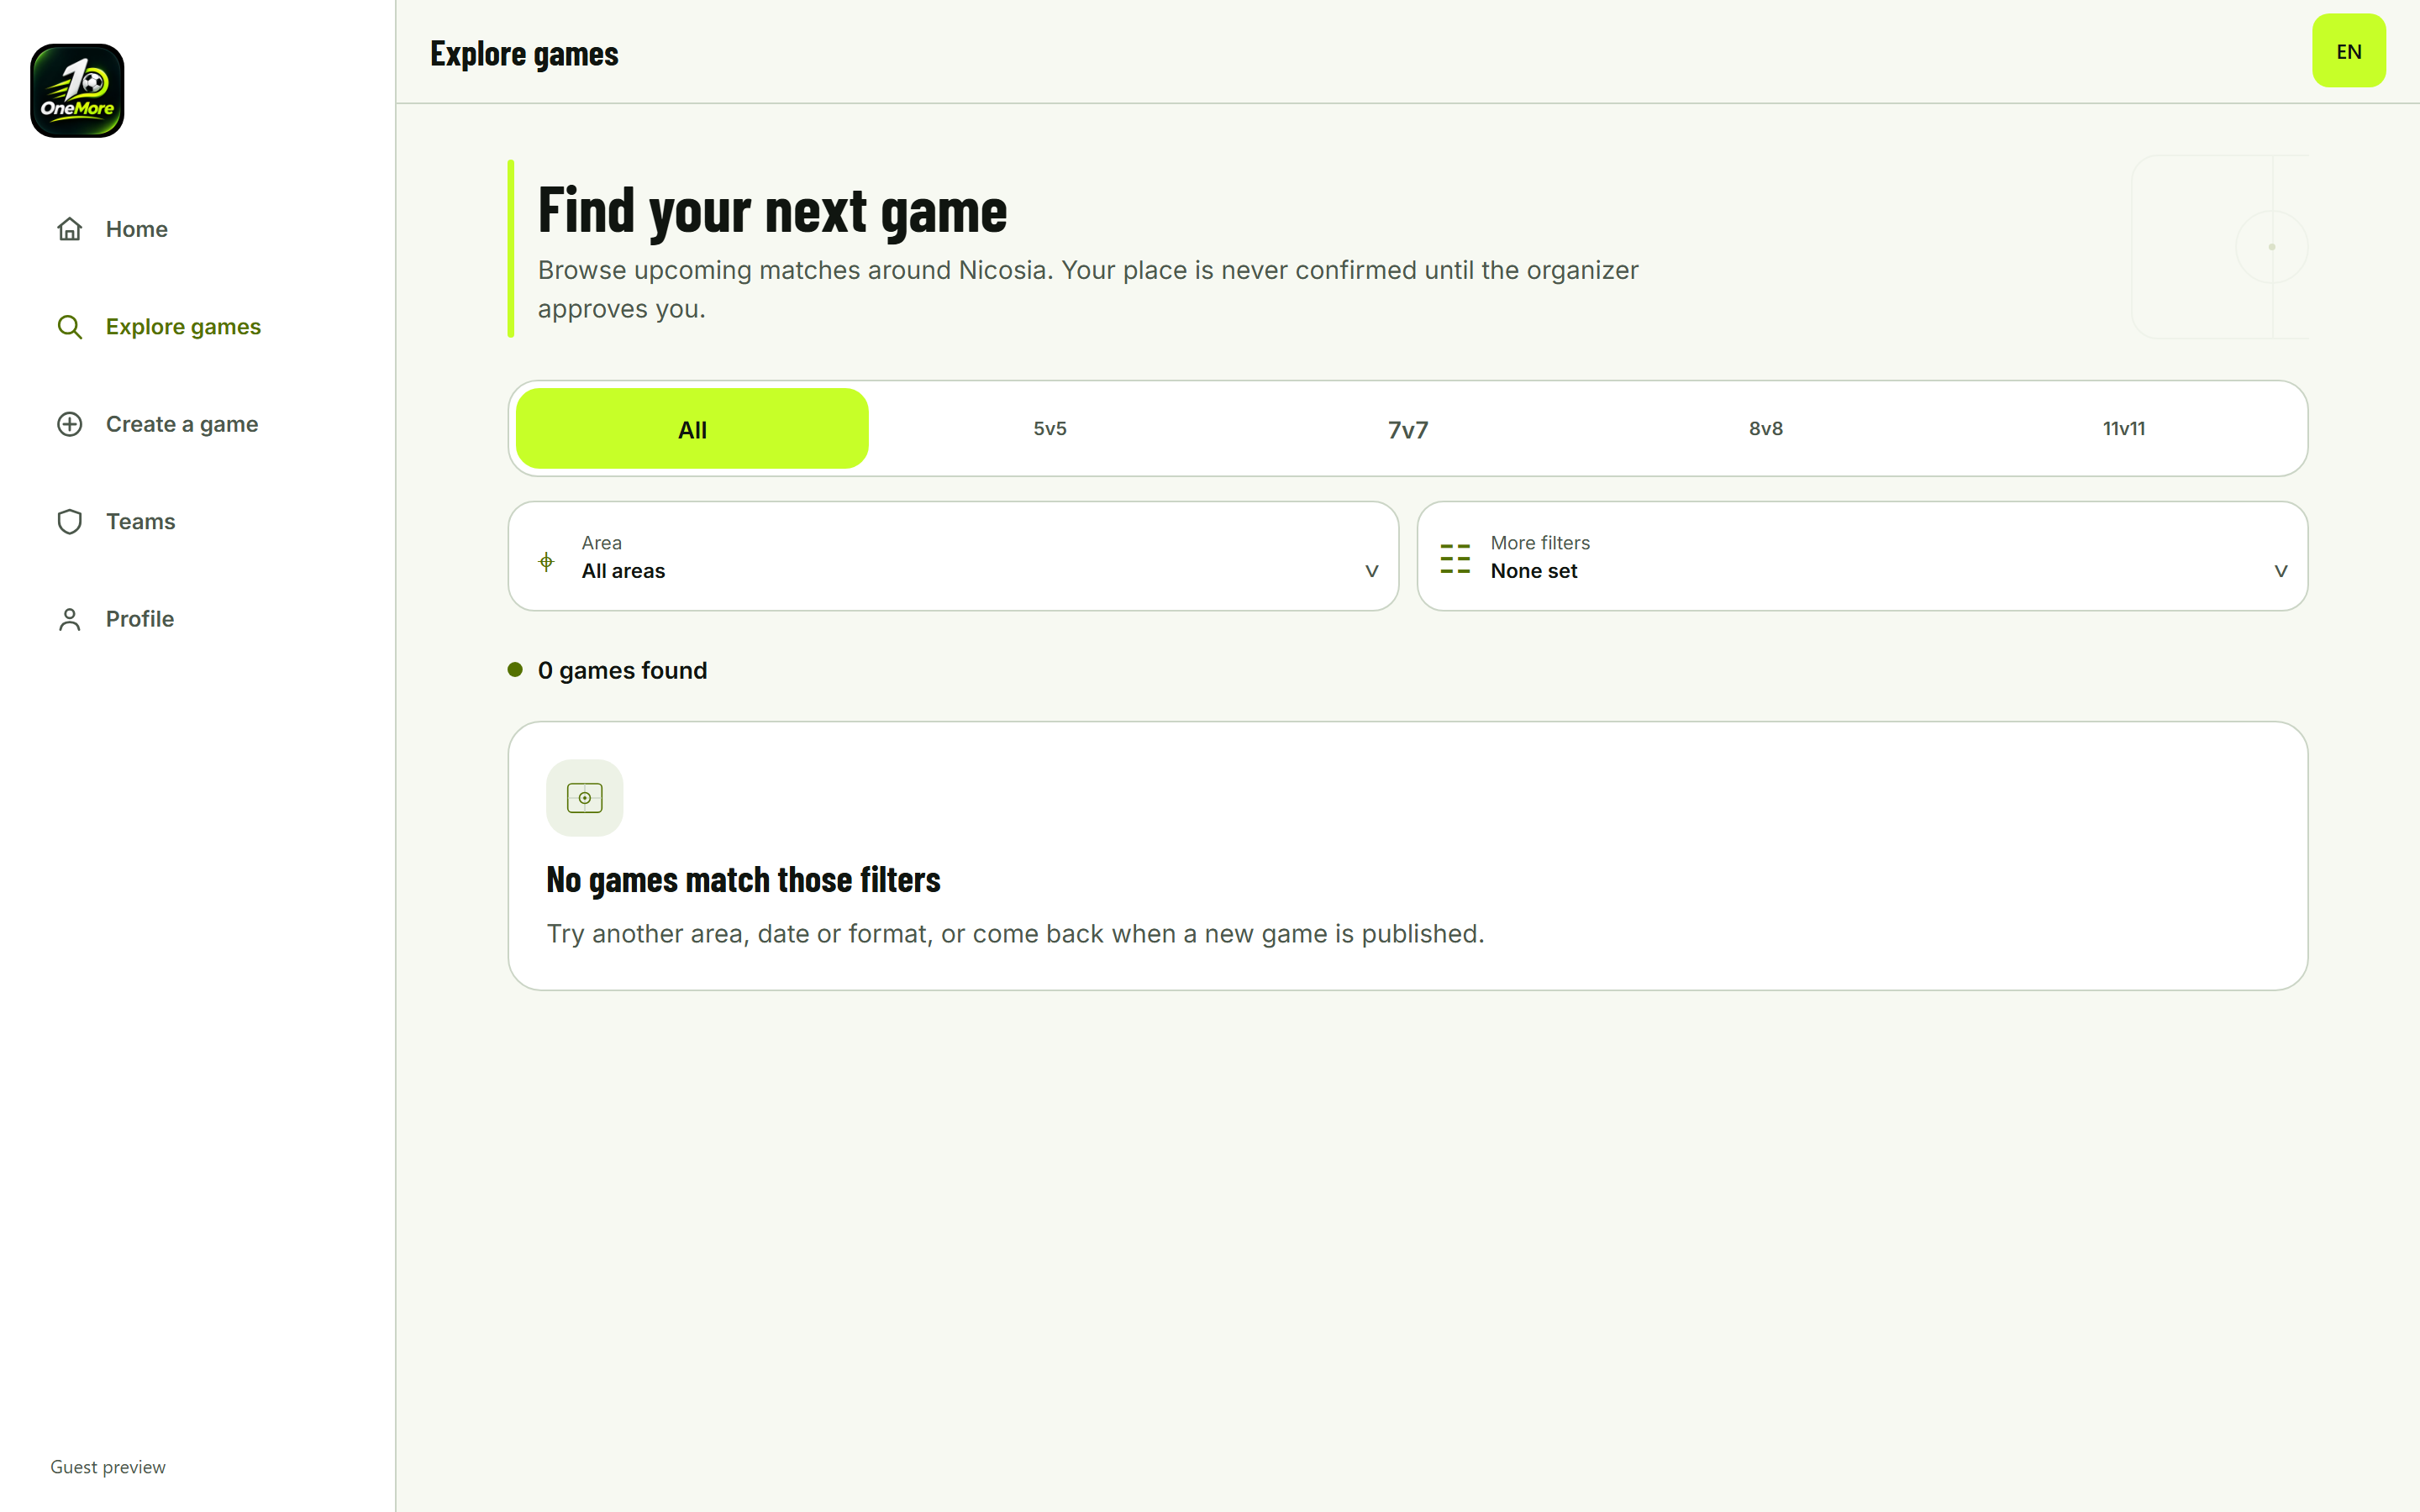 OneMore
Home
Explore games
Create a game
Teams
Profile
Guest preview
Explore games
EN
Find your next game
Browse upcoming matches around Nicosia. Your place is never confirmed until the organizer
approves you.
All
5v5
7v7
8v8
11v11
Area
All areas
More filters
None set
0 games found
No games match those filters
Try another area, date or format, or come back when a new game is published.